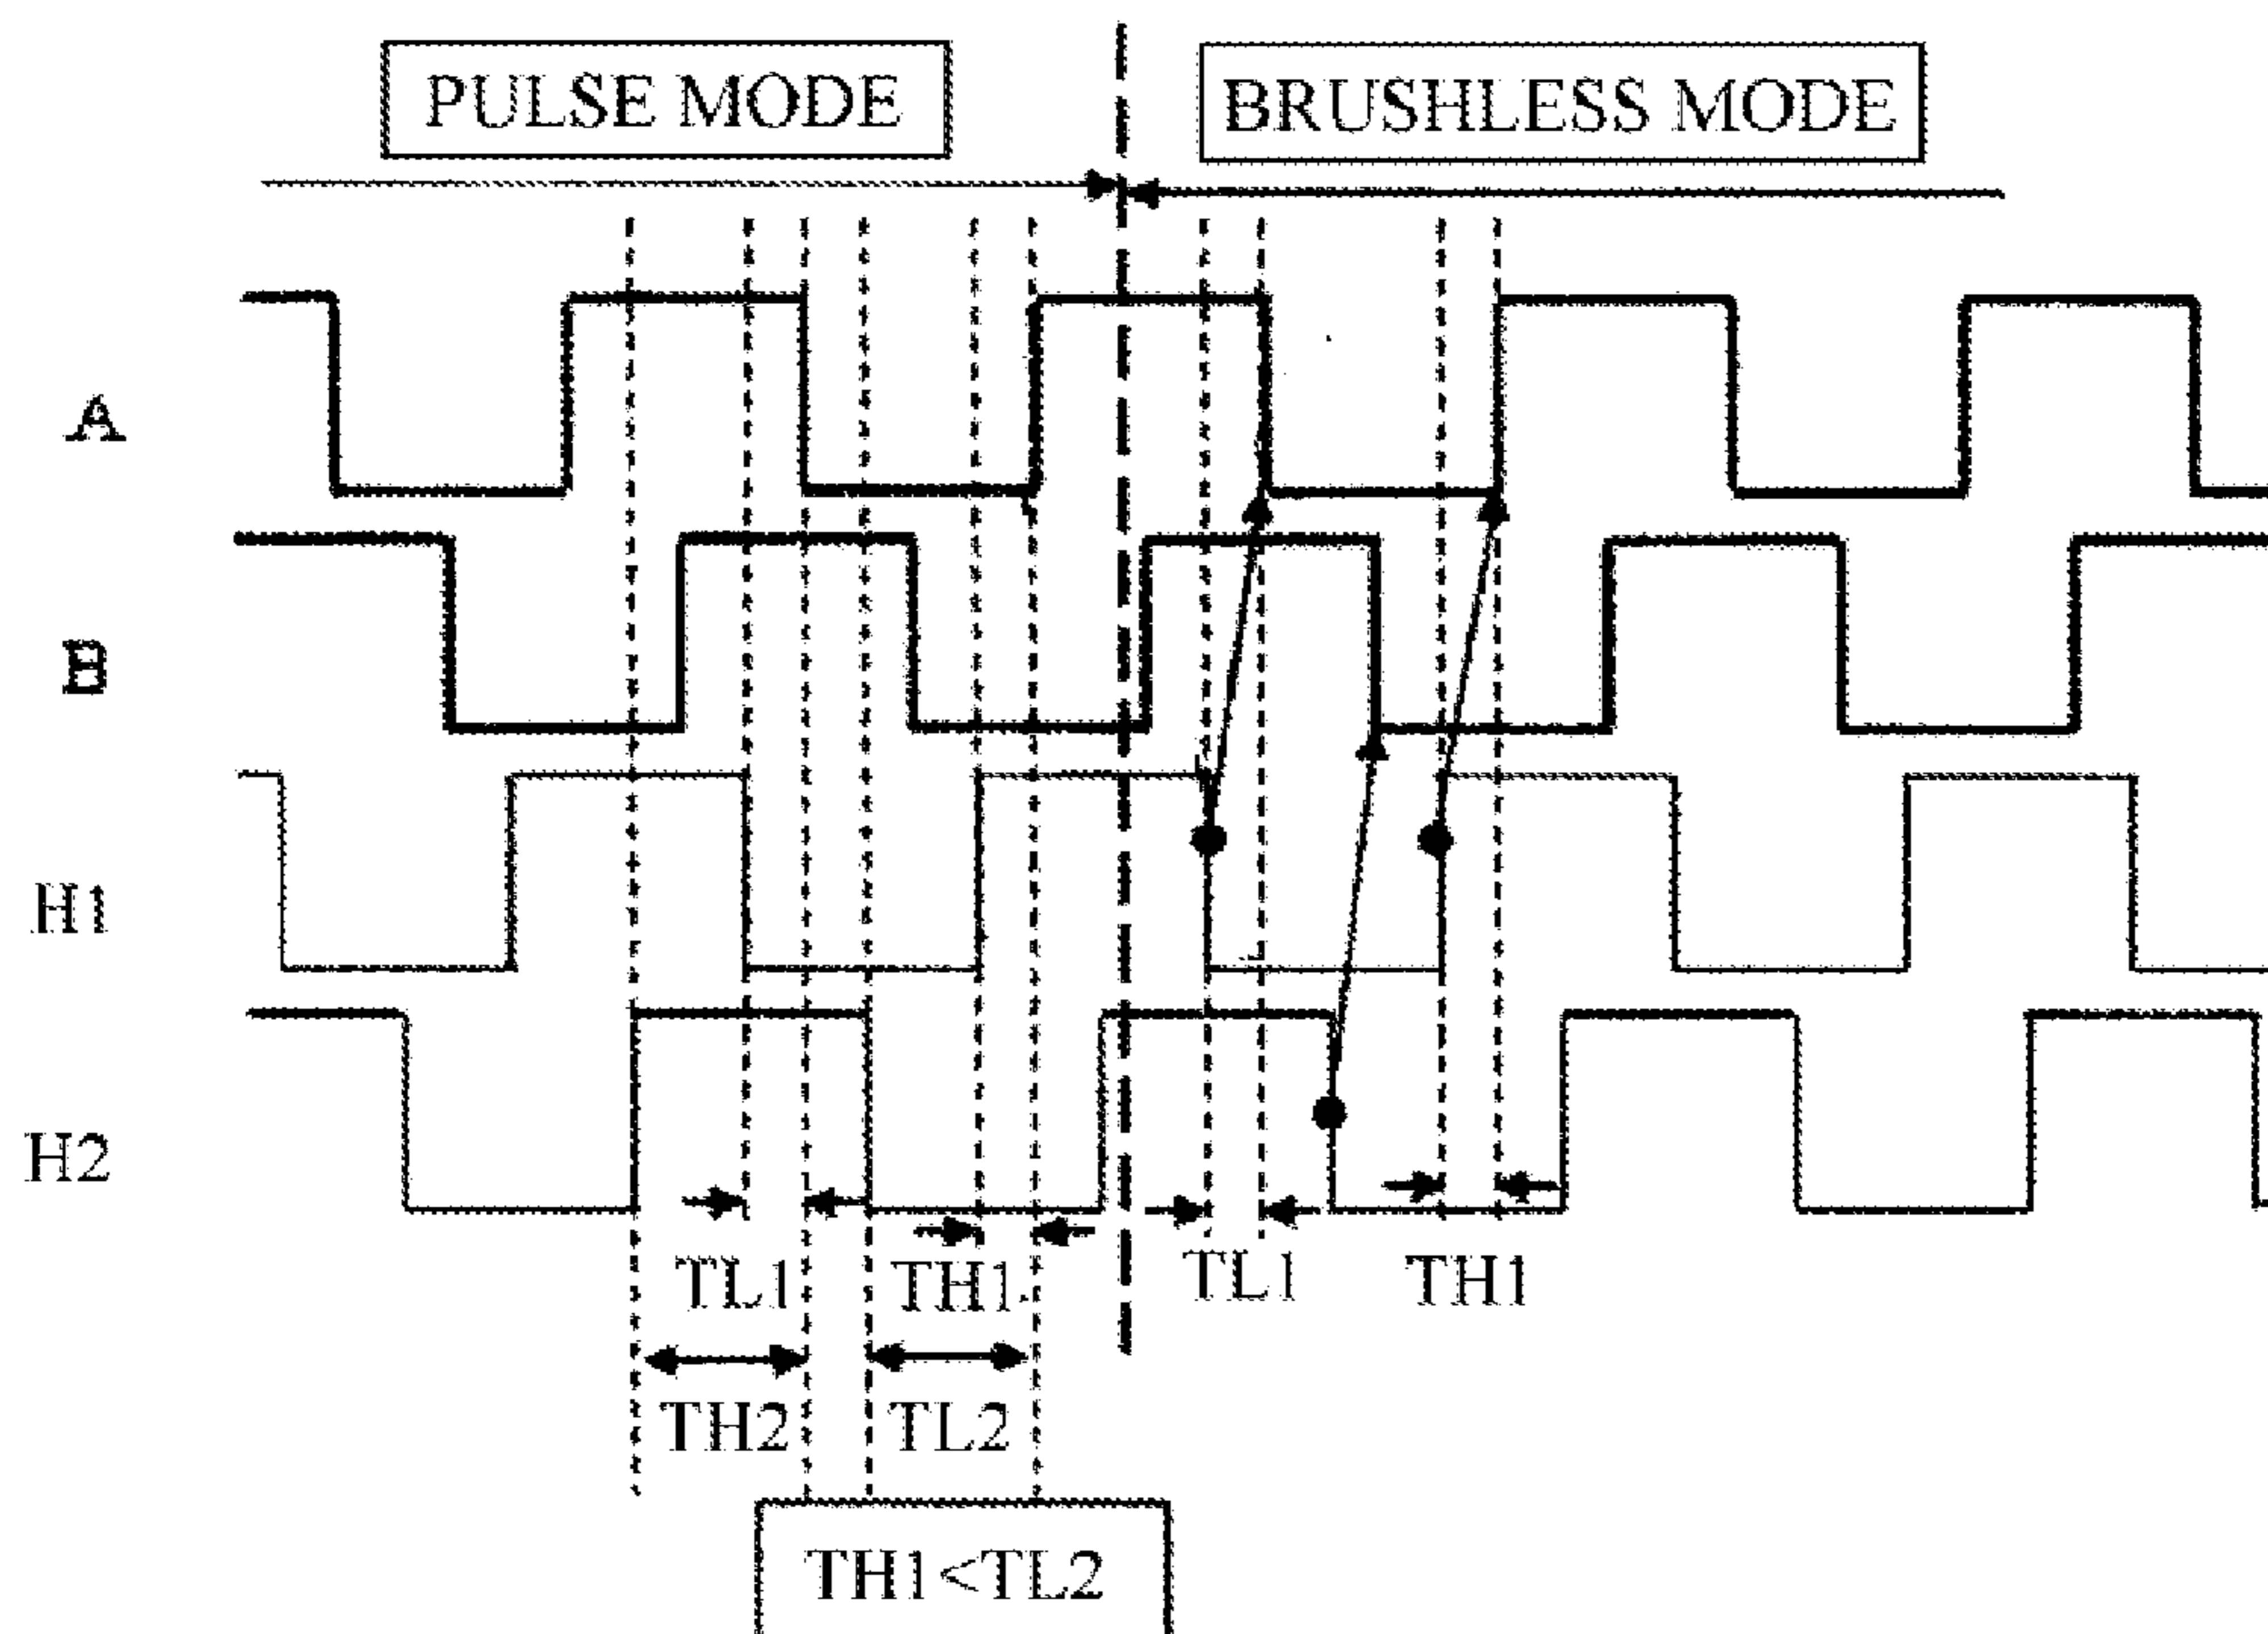 PULSE MODE
BRUSHLESS MODE
A
B
H1
H2
TL1
TH1
TL1
TH1
TH2
TL2
TH1<TL2